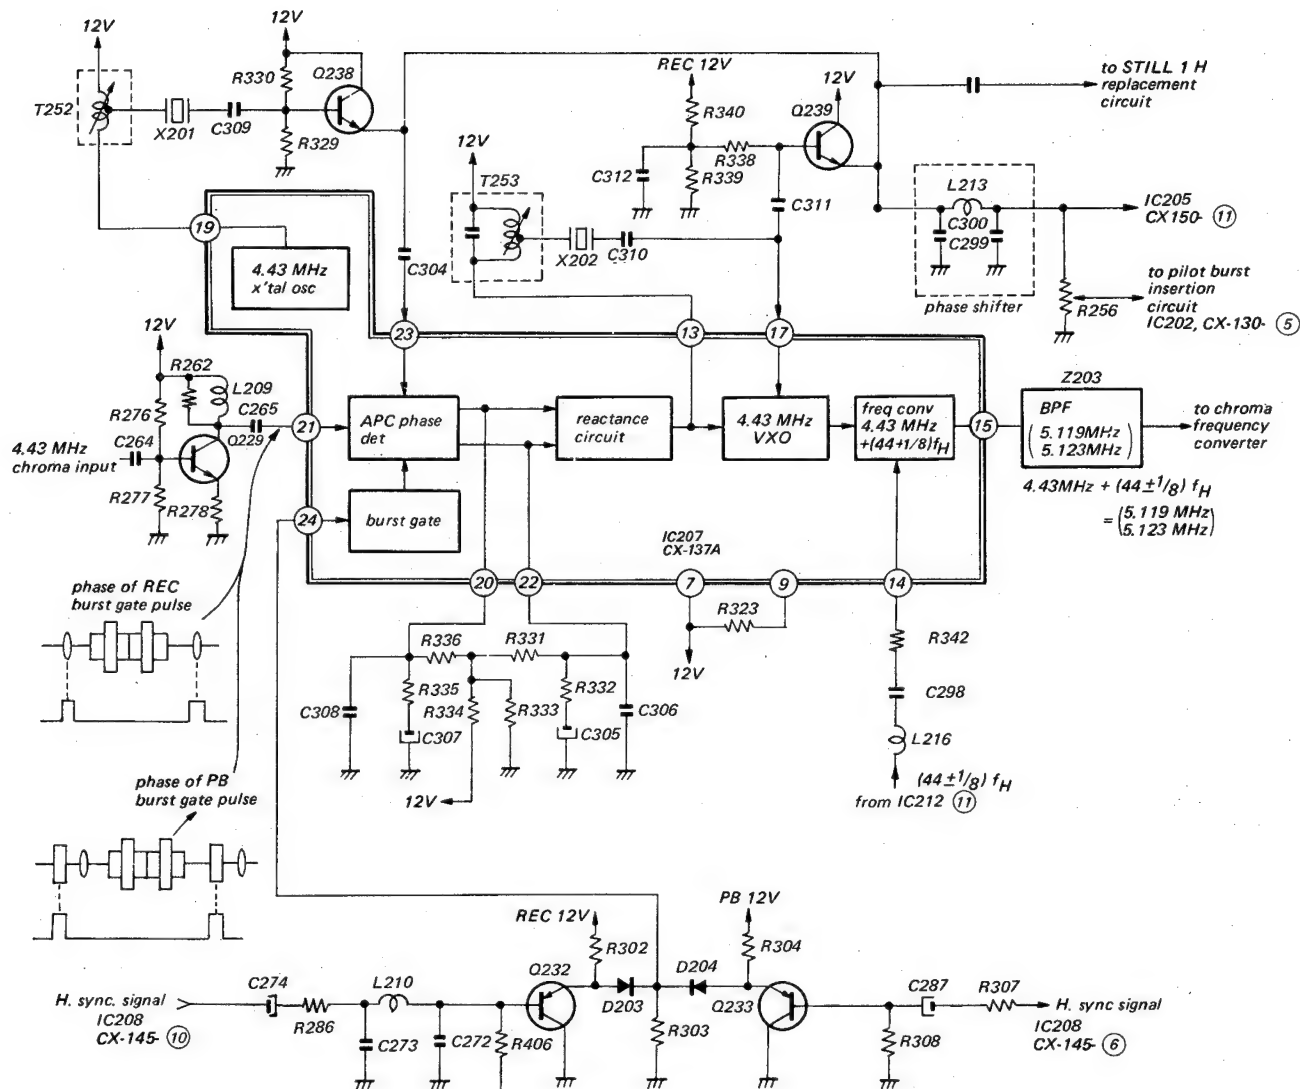 12V
12V
R330
Q238
T252
X201
C309
R329
REC 12V
R340
12V
Q239
to STILL 1 H
replacement
circuit
12V
T253
C312
R338
R339
C311
L213
C300
C299
phase shifter
IC205
CX150- 11
to pilot burst
insertion
circuit
IC202, CX-130- 5
R256
19
4.43 MHz
x'tal osc
C304
X202
C310
23
13
17
12V
R262
L209
R276
C265
C264
Q229
4.43 MHz
chroma input
R277
R278
21
APC phase
det
reactance
circuit
4.43 MHz
VXO
freq conv
4.43 MHz
+(44+1/8)fH
15
Z203
BPF
(5.119MHz
5.123MHz)
to chroma
frequency
converter
4.43MHz + (44±1/8) fH
= (5.119 MHz
5.123 MHz)
24
burst gate
IC207
CX-137A
20
22
7
9
14
phase of REC
burst gate pulse
R336
R331
R323
12V
R342
R335
R334
R332
R333
C308
C307
C305
C306
C298
L216
12V
(44±1/8) fH
from IC212 11
phase of PB
burst gate pulse
REC 12V
PB 12V
R302
R304
C274
L210
Q232
D203
D204
Q233
C287
R307
H. sync. signal
IC208
CX-145- 10
R286
C273
C272
R406
R303
R308
H. sync signal
IC208
CX-145- 6